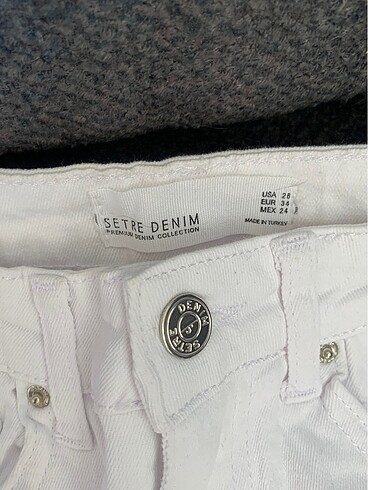 SETRE DENIM
PREMIUM DENIM COLLECTION
USA 26
EUR 34
MEX 24
MADE IN TURKEY
DENIM
SETRE